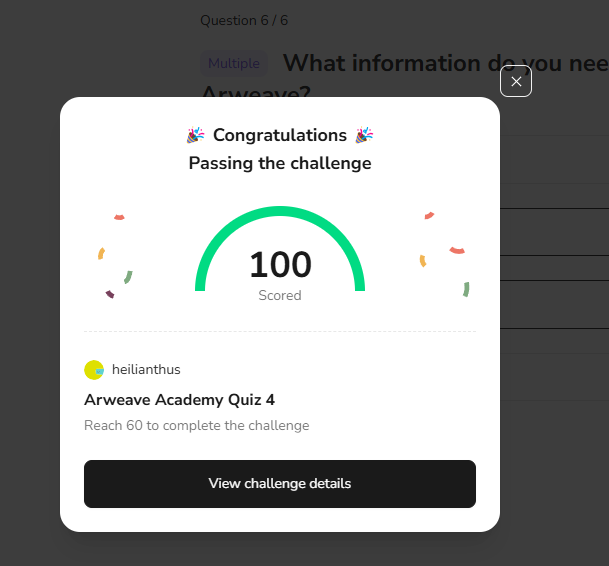 Question 6 / 6
Multiple What information do you nee
Arweave?
Congratulations
Passing the challenge
100
Scored
heilianthus
Arweave Academy Quiz 4
Reach 60 to complete the challenge
View challenge details